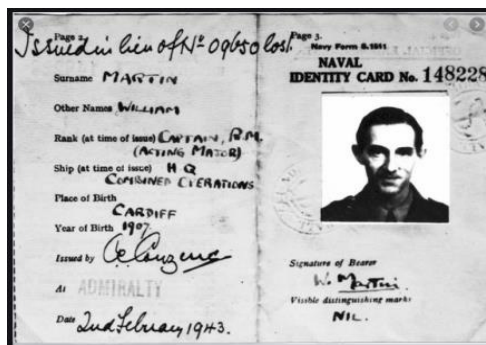 Page 2.
Issued in lieu of No 09650 lost.
Surname MARTIN
Other Names WILLIAM
Rank (at time of issue) CAPTAIN, R.M.
(ACTING MAJOR)
Ship (at time of issue) H Q
COMBINED OPERATIONS
Place of Birth
CARDIFF
Year of Birth 1907
Issued by
At ADMIRALTY
Date 2nd February 1943.
Page 3.
Navy Form S.1511
NAVAL
IDENTITY CARD No. 148228
Signature of Bearer
W. Martin.
Visible distinguishing marks
NIL.